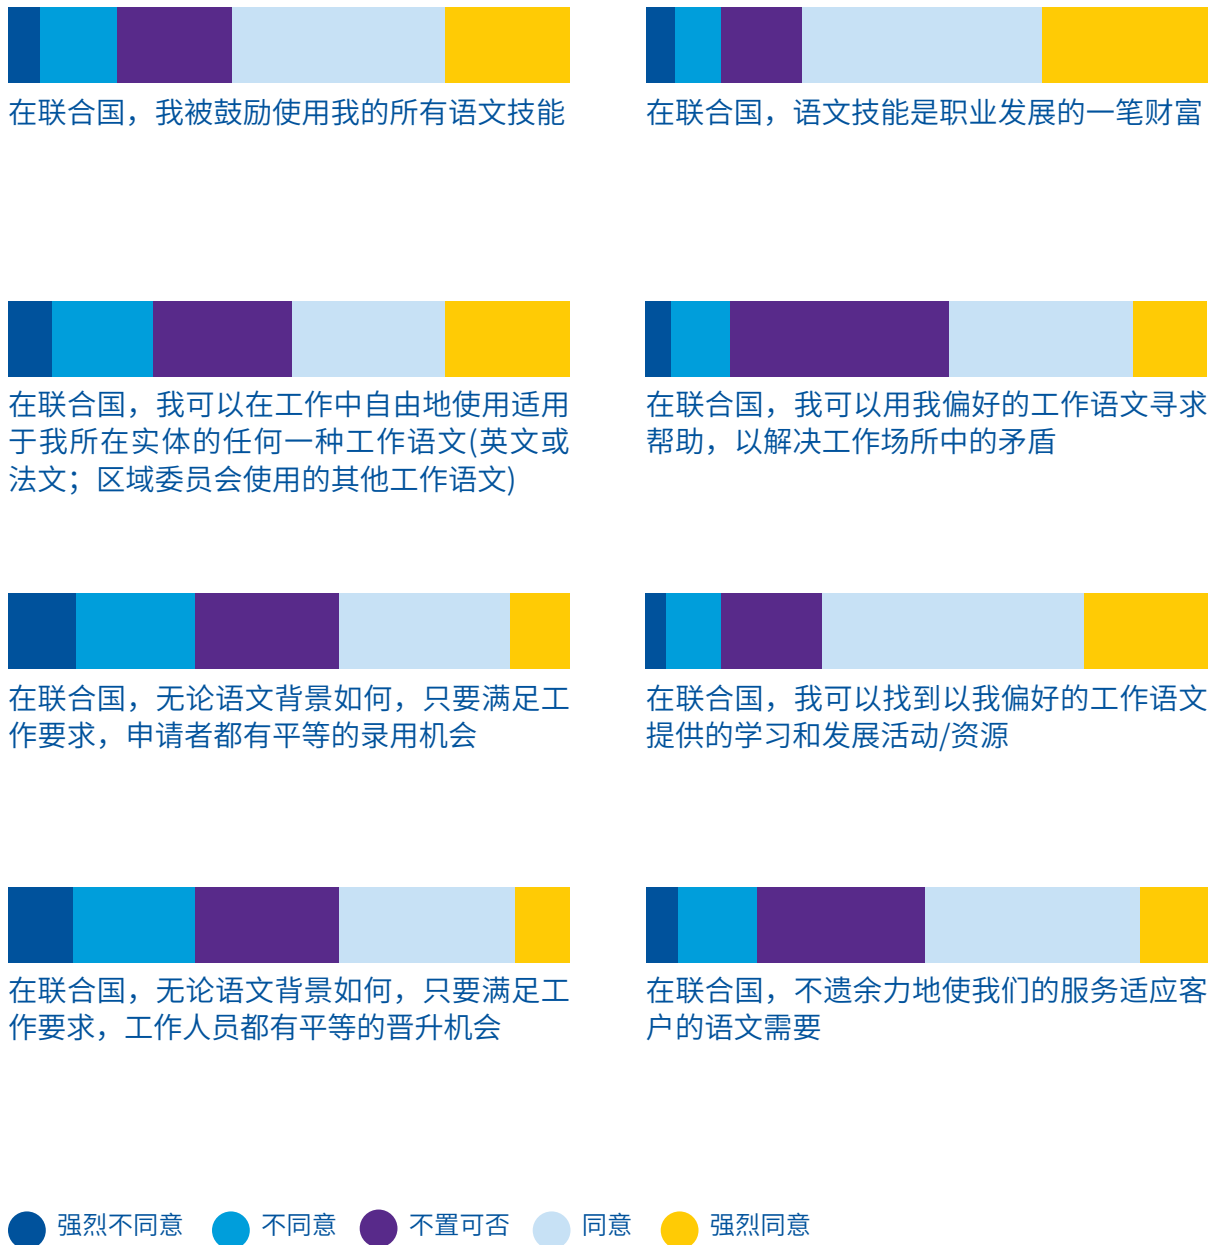 在联合国，我被鼓励使用我的所有语文技能
在联合国，语文技能是职业发展的一笔财富
在联合国，我可以在工作中自由地使用适用
于我所在实体的任何一种工作语文(英文或
法文；区域委员会使用的其他工作语文)
在联合国，我可以用我偏好的工作语文寻求
帮助，以解决工作场所中的矛盾
在联合国，无论语文背景如何，只要满足工
作要求，申请者都有平等的录用机会
在联合国，我可以找到以我偏好的工作语文
提供的学习和发展活动/资源
在联合国，无论语文背景如何，只要满足工
作要求，工作人员都有平等的晋升机会
在联合国，不遗余力地使我们的服务适应客
户的语文需要
强烈不同意 不同意 不置可否 同意 强烈同意